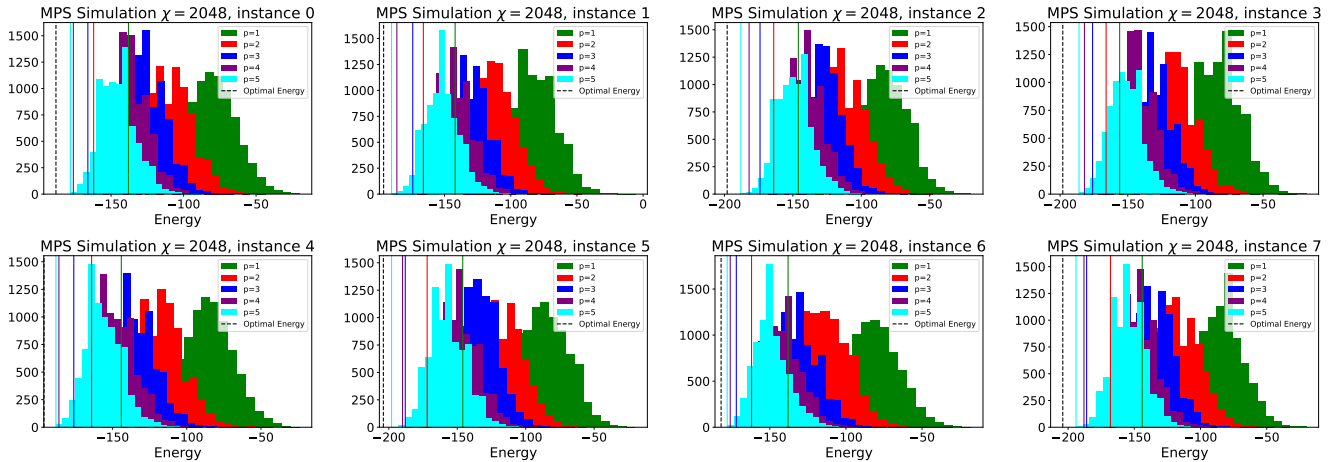 MPS Simulation χ = 2048, instance 0
1500
1250
1000
750
500
250
0
p=1
p=2
p=3
p=4
p=5
Optimal Energy
−150
−100
−50
Energy
MPS Simulation χ = 2048, instance 1
1500
1250
1000
750
500
250
0
p=1
p=2
p=3
p=4
p=5
Optimal Energy
−200
−150
−100
−50
0
Energy
MPS Simulation χ = 2048, instance 2
1500
1250
1000
750
500
250
0
p=1
p=2
p=3
p=4
p=5
Optimal Energy
−200
−150
−100
−50
Energy
MPS Simulation χ = 2048, instance 3
1500
1250
1000
750
500
250
0
p=1
p=2
p=3
p=4
p=5
Optimal Energy
−200
−150
−100
−50
Energy
MPS Simulation χ = 2048, instance 4
1500
1250
1000
750
500
250
0
p=1
p=2
p=3
p=4
p=5
Optimal Energy
−150
−100
−50
Energy
MPS Simulation χ = 2048, instance 5
1500
1250
1000
750
500
250
0
p=1
p=2
p=3
p=4
p=5
Optimal Energy
−200
−150
−100
−50
Energy
MPS Simulation χ = 2048, instance 6
1750
1500
1250
1000
750
500
250
0
p=1
p=2
p=3
p=4
p=5
Optimal Energy
−150
−100
−50
Energy
MPS Simulation χ = 2048, instance 7
1500
1250
1000
750
500
250
0
p=1
p=2
p=3
p=4
p=5
Optimal Energy
−200
−150
−100
−50
Energy